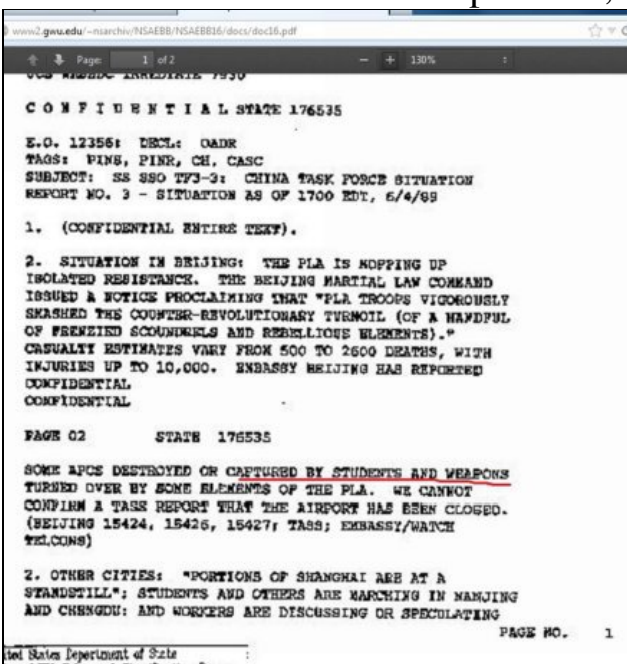 www2.gwu.edu/~nsarchiv/NSAEBB/NSAEBB16/docs/doc16.pdf
Page: 1 of 2 − + 130%
C O N F I D E N T I A L STATE 176535
E.O. 12356: DECL: OADR
TAGS: PINS, PINR, CH, CASC
SUBJECT: SS SSO TF3-3: CHINA TASK FORCE SITUATION
REPORT NO. 3 - SITUATION AS OF 1700 EDT, 6/4/89
1. (CONFIDENTIAL ENTIRE TEXT).
2. SITUATION IN BEIJING: THE PLA IS MOPPING UP
ISOLATED RESISTANCE. THE BEIJING MARTIAL LAW COMMAND
ISSUED A NOTICE PROCLAIMING THAT "PLA TROOPS VIGOROUSLY
SMASHED THE COUNTER-REVOLUTIONARY TURMOIL (OF A HANDFUL
OF FRENZIED SCOUNDRELS AND REBELLIOUS ELEMENTS)."
CASUALTY ESTIMATES VARY FROM 500 TO 2600 DEATHS, WITH
INJURIES UP TO 10,000. EMBASSY BEIJING HAS REPORTED
CONFIDENTIAL
CONFIDENTIAL
PAGE 02 STATE 176535
SOME APCS DESTROYED OR CAPTURED BY STUDENTS AND WEAPONS
TURNED OVER BY SOME ELEMENTS OF THE PLA. WE CANNOT
CONFIRM A TASS REPORT THAT THE AIRPORT HAS BEEN CLOSED.
(BEIJING 15424, 15426, 15427; TASS; EMBASSY/WATCH
TELCONS)
2. OTHER CITIES: "PORTIONS OF SHANGHAI ARE AT A
STANDSTILL"; STUDENTS AND OTHERS ARE MARCHING IN NANJING
AND CHENGDU: AND WORKERS ARE DISCUSSING OR SPECULATING
PAGE NO. 1
ited States Department of State